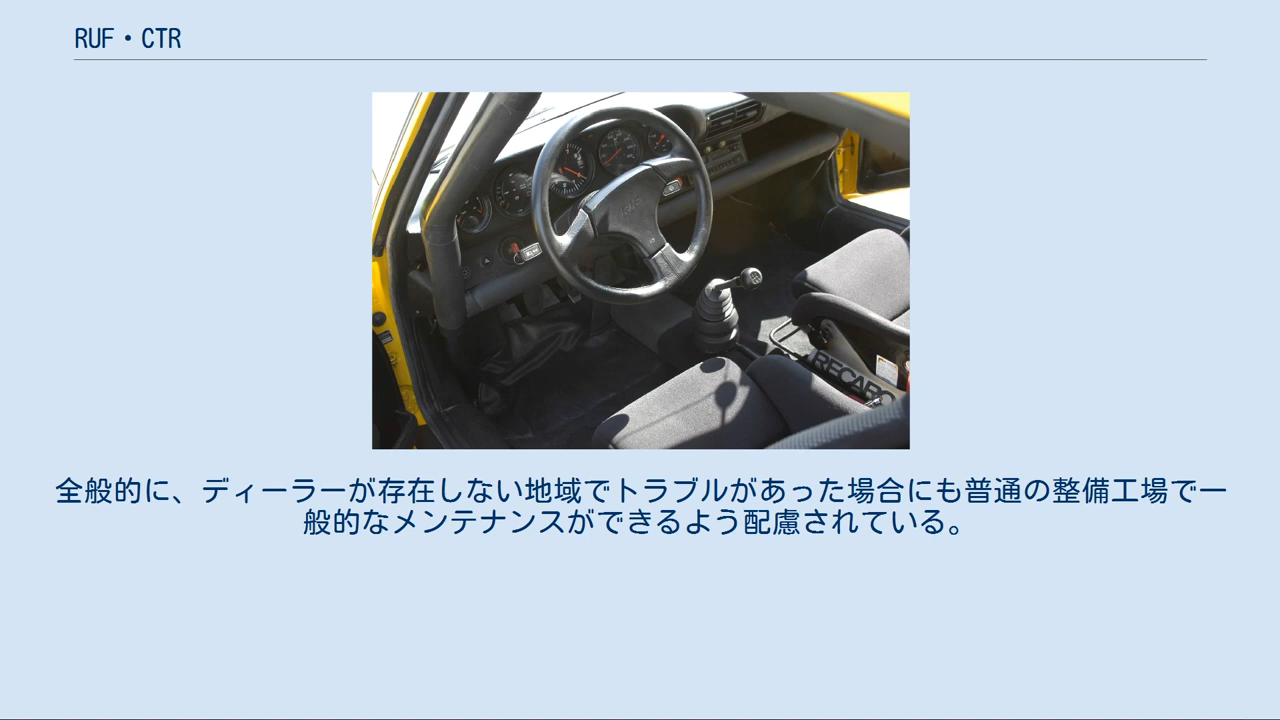 RUF・CTR
RUF
RECARO
全般的に、ディーラーが存在しない地域でトラブルがあった場合にも普通の整備工場で一
般的なメンテナンスができるよう配慮されている。